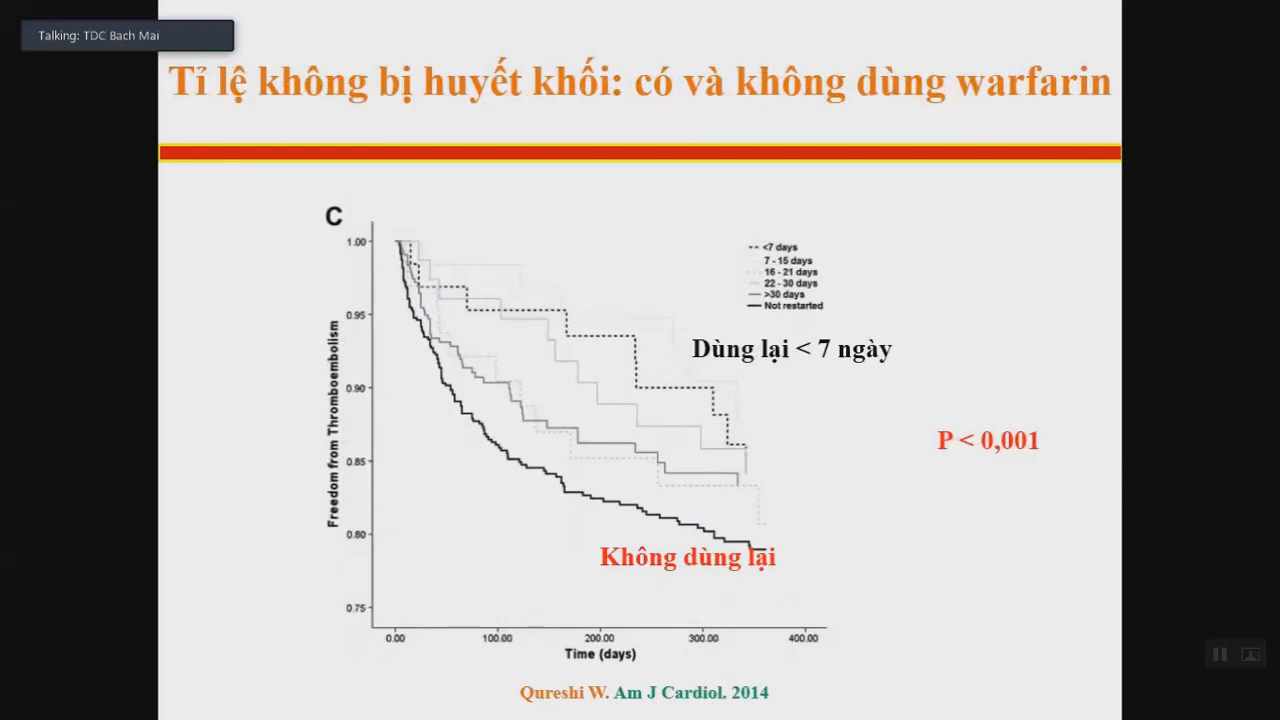 Talking: TDC Bach Mai
Tỉ lệ không bị huyết khối: có và không dùng warfarin
C
1.00
0.95
0.90
0.85
0.80
0.75
Freedom from Thromboembolism
<7 days
7 - 15 days
16 - 21 days
22 - 30 days
>30 days
Not restarted
Dùng lại < 7 ngày
P < 0,001
Không dùng lại
0.00 100.00 200.00 300.00 400.00
Time (days)
Qureshi W. Am J Cardiol. 2014